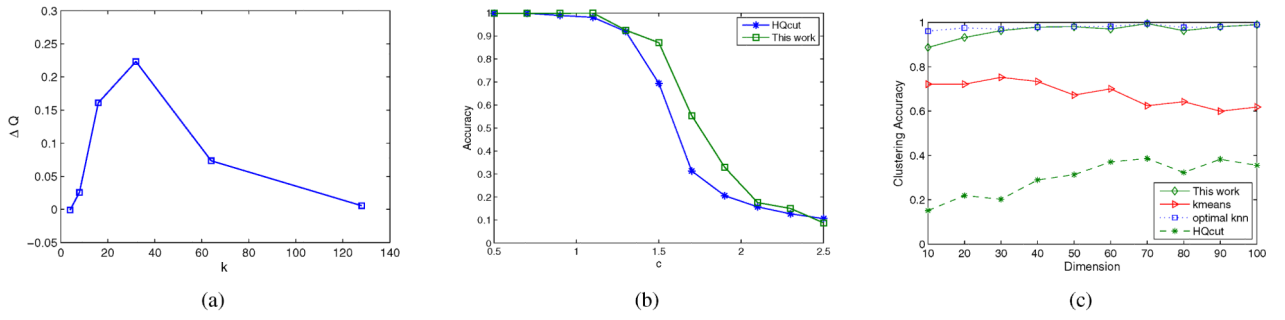 0.3
0.25
0.2
0.15
0.1
0.05
0
−0.05
Δ Q
0 20 40 60 80 100 120 140
k
(a)
1
0.9
0.8
0.7
0.6
0.5
0.4
0.3
0.2
0.1
0
Accuracy
HQcut
This work
0.5 1 1.5 2 2.5
c
(b)
1
0.8
0.6
0.4
0.2
0
Clustering Accuracy
This work
kmeans
optimal knn
HQcut
10 20 30 40 50 60 70 80 90 100
Dimension
(c)